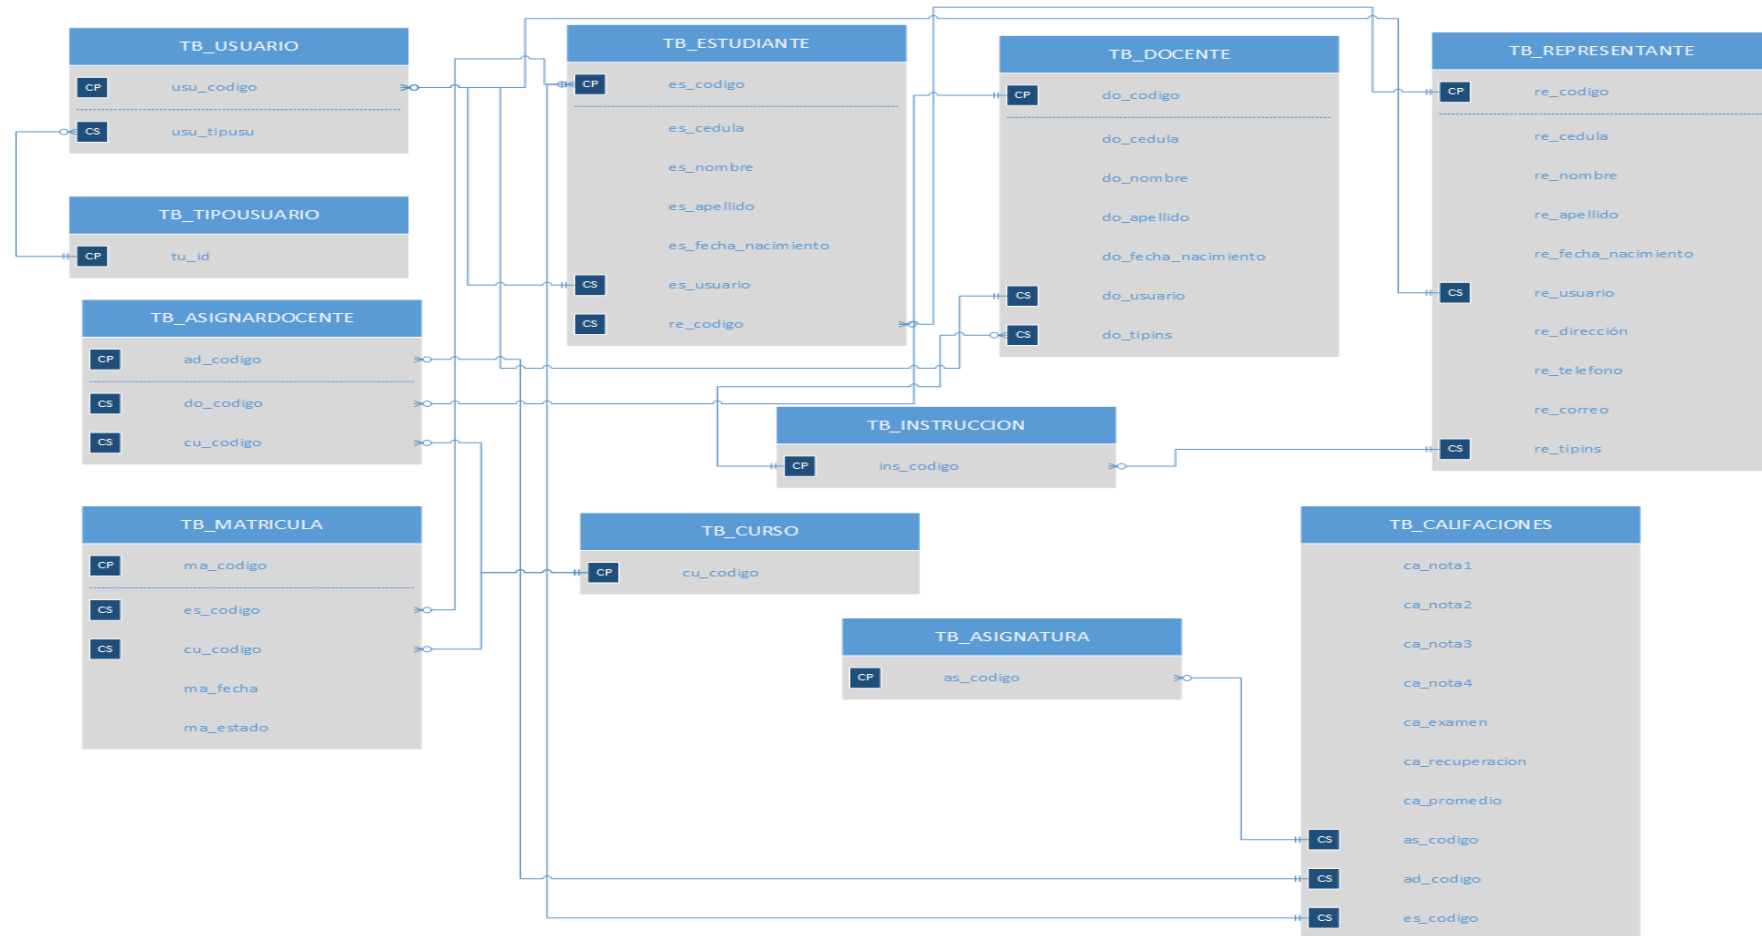 TB_USUARIO
CP usu_codigo
CS usu_tipusu
TB_TIPOUSUARIO
CP tu_id
TB_ASIGNARDOCENTE
CP ad_codigo
CS do_codigo
CS cu_codigo
TB_MATRICULA
CP ma_codigo
CS es_codigo
CS cu_codigo
ma_fecha
ma_estado
TB_ESTUDIANTE
CP es_codigo
es_cedula
es_nombre
es_apellido
es_fecha_nacimiento
CS es_usuario
CS re_codigo
TB_DOCENTE
CP do_codigo
do_cedula
do_nombre
do_apellido
do_fecha_nacimiento
CS do_usuario
CS do_tipins
TB_INSTRUCCION
CP ins_codigo
TB_CURSO
CP cu_codigo
TB_ASIGNATURA
CP as_codigo
TB_REPRESENTANTE
CP re_codigo
re_cedula
re_nombre
re_apellido
re_fecha_nacimiento
CS re_usuario
re_dirección
re_telefono
re_correo
CS re_tipins
TB_CALIFACIONES
ca_nota1
ca_nota2
ca_nota3
ca_nota4
ca_examen
ca_recuperacion
ca_promedio
CS as_codigo
CS ad_codigo
CS es_codigo